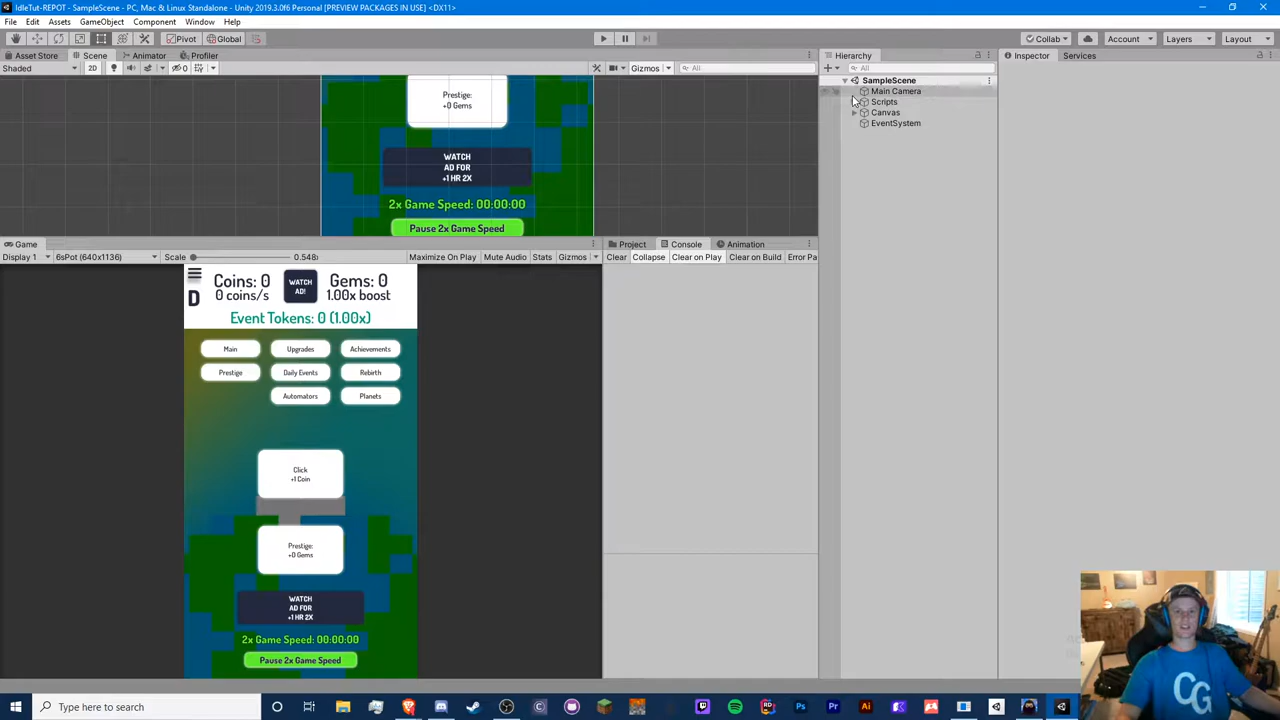 IdleTut-REPOT - SampleScene - PC, Mac & Linux Standalone - Unity 2019.3.0f6 Personal [PREVIEW PACKAGES IN USE] <DX11>
File Edit Assets GameObject Component Window Help
Pivot Global Collab Account Layers Layout
Asset Store Scene Animator Profiler Hierarchy Inspector Services
Shaded 2D 0 Gizmos All All
SampleScene
Main Camera
Scripts
Canvas
EventSystem
Prestige:
+0 Gems
WATCH
AD FOR
+1 HR 2X
2x Game Speed: 00:00:00
Pause 2x Game Speed
Game Project Console Animation
Display 1 6sPot (640x1136) Scale 0.548x Maximize On Play Mute Audio Stats Gizmos Clear Collapse Clear on Play Clear on Build Error Pa
Coins: 0
0 coins/s
WATCH
AD!
Gems: 0
1.00x boost
D
Event Tokens: 0 (1.00x)
Main Upgrades Achievements
Prestige Daily Events Rebirth
Automators Planets
Click
+1 Coin
Prestige:
+0 Gems
WATCH
AD FOR
+1 HR 2X
2x Game Speed: 00:00:00
Pause 2x Game Speed
CG
Type here to search